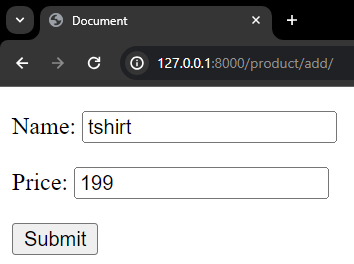 Document
127.0.0.1:8000/product/add/
Name: tshirt
Price: 199
Submit